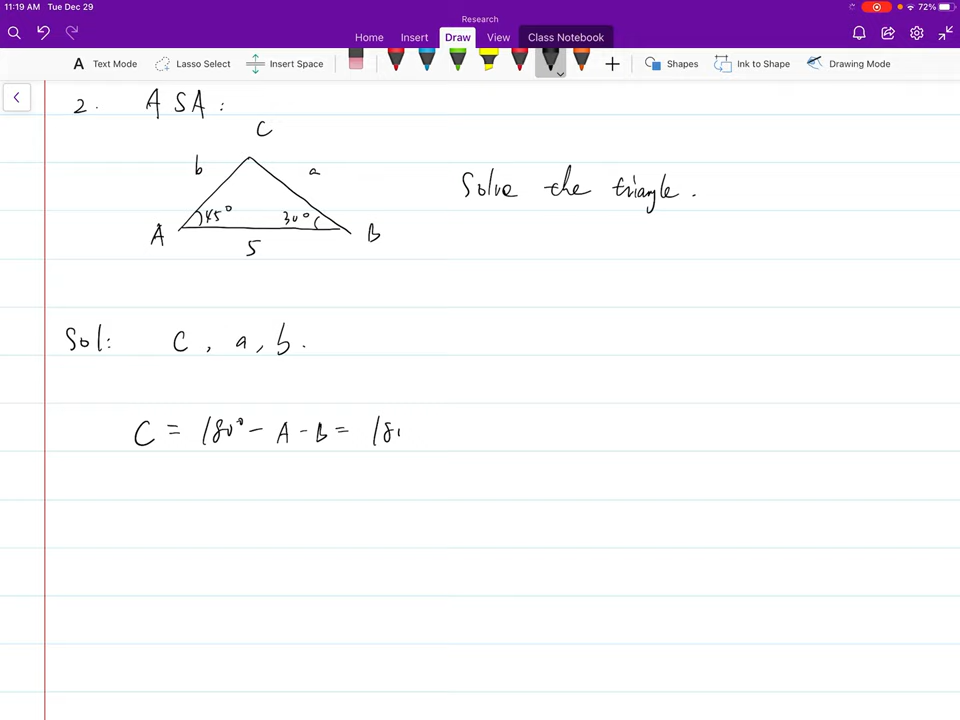 11:19 AM Tue Dec 29
72%
Research
Home Insert Draw View Class Notebook
A Text Mode Lasso Select Insert Space Shapes Ink to Shape Drawing Mode
2. ASA:
C
b a
Solve the triangle.
45° 30°
A B
5
Sol: C, a, b.
C = 180° - A - B = 180